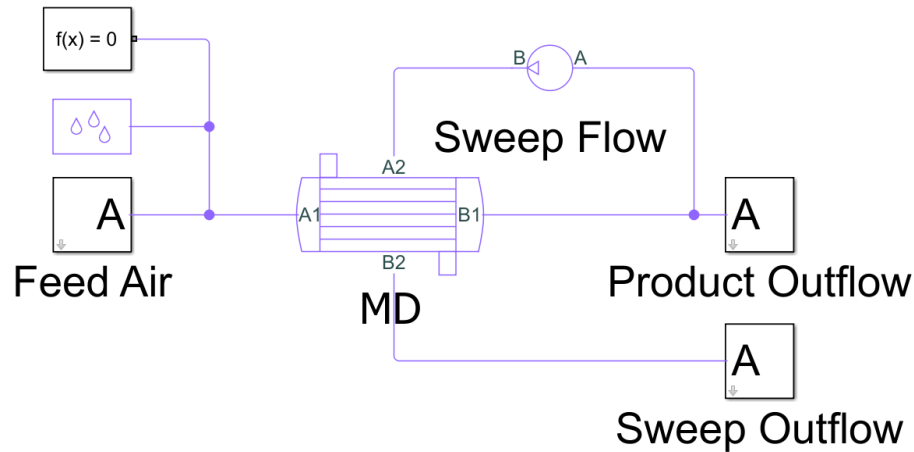 f(x) = 0
B A
Sweep Flow
A2
A
A1
B1
A
B2
Feed Air
MD
Product Outflow
A
Sweep Outflow